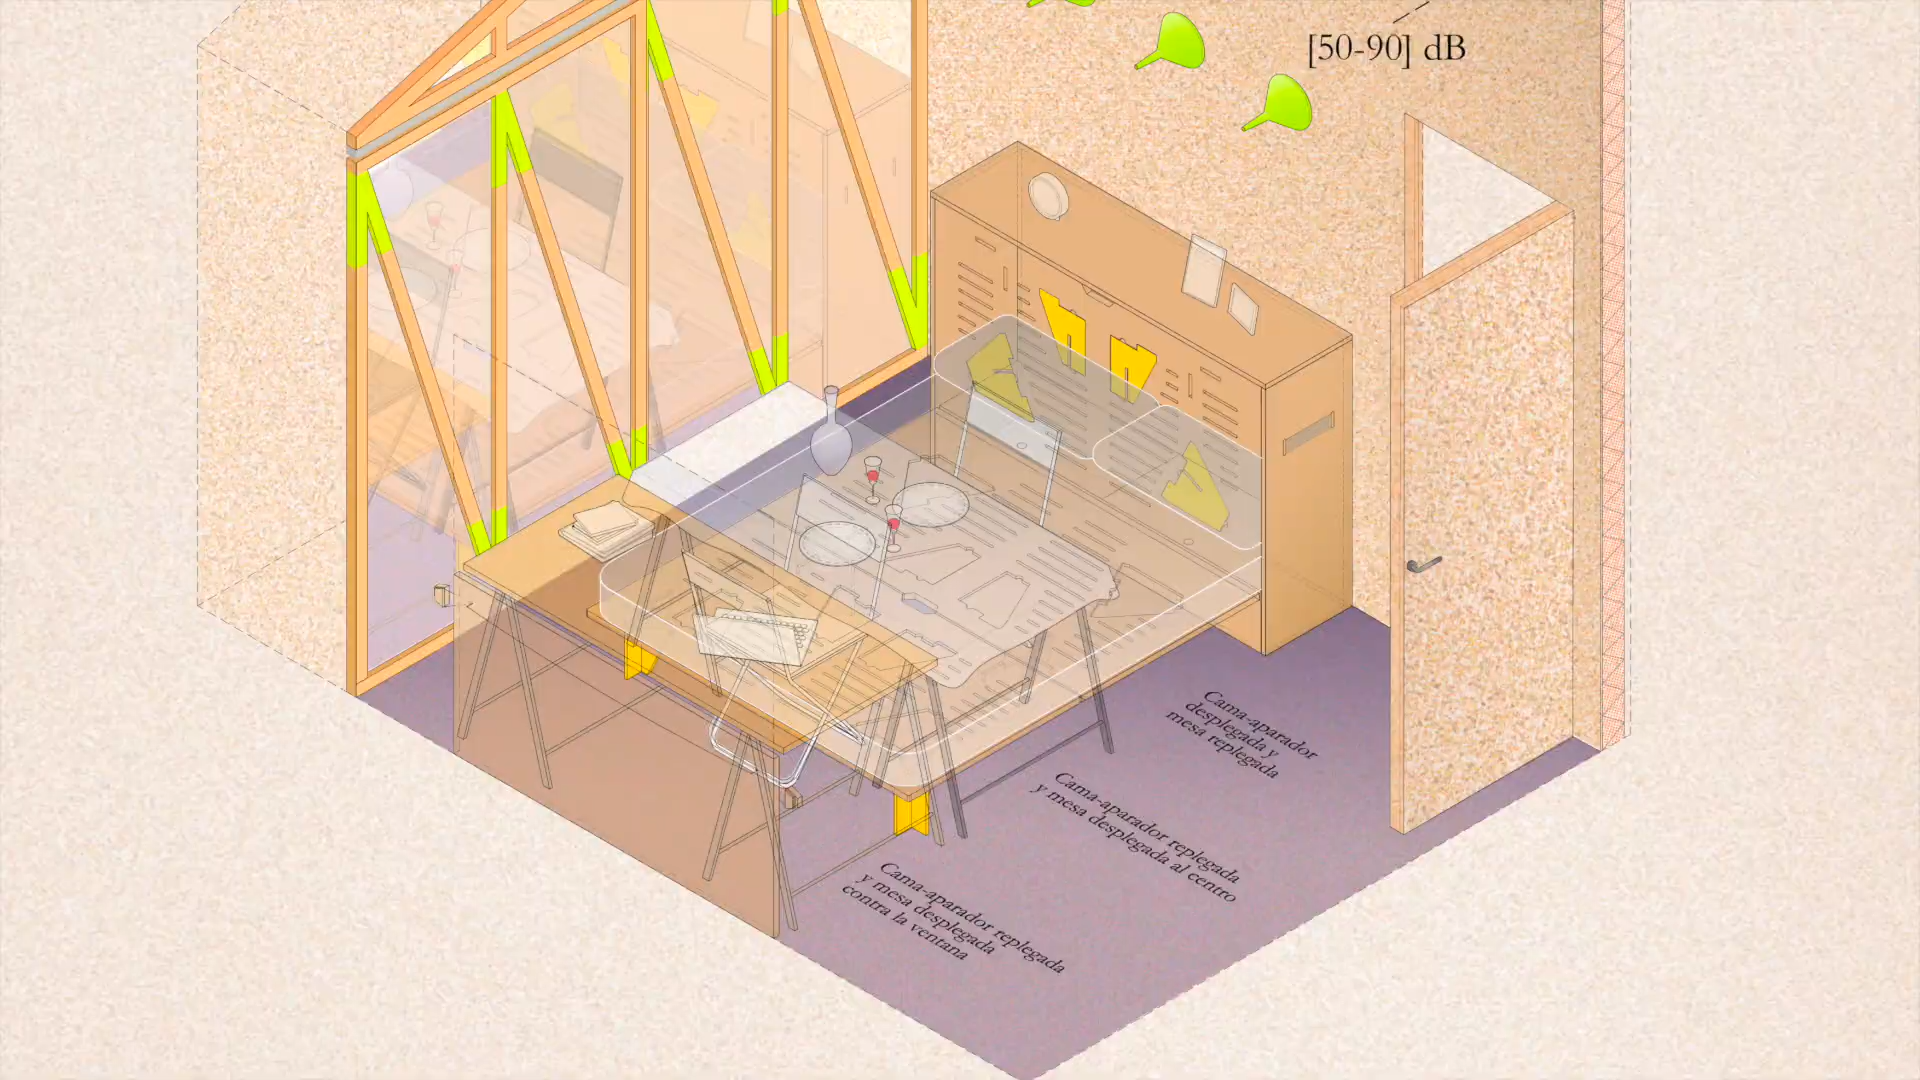 [50-90] dB
Cama-aparador
desplegada y
mesa replegada
Cama-aparador replegada
y mesa desplegada al centro
Cama-aparador replegada
y mesa desplegada
contra la ventana